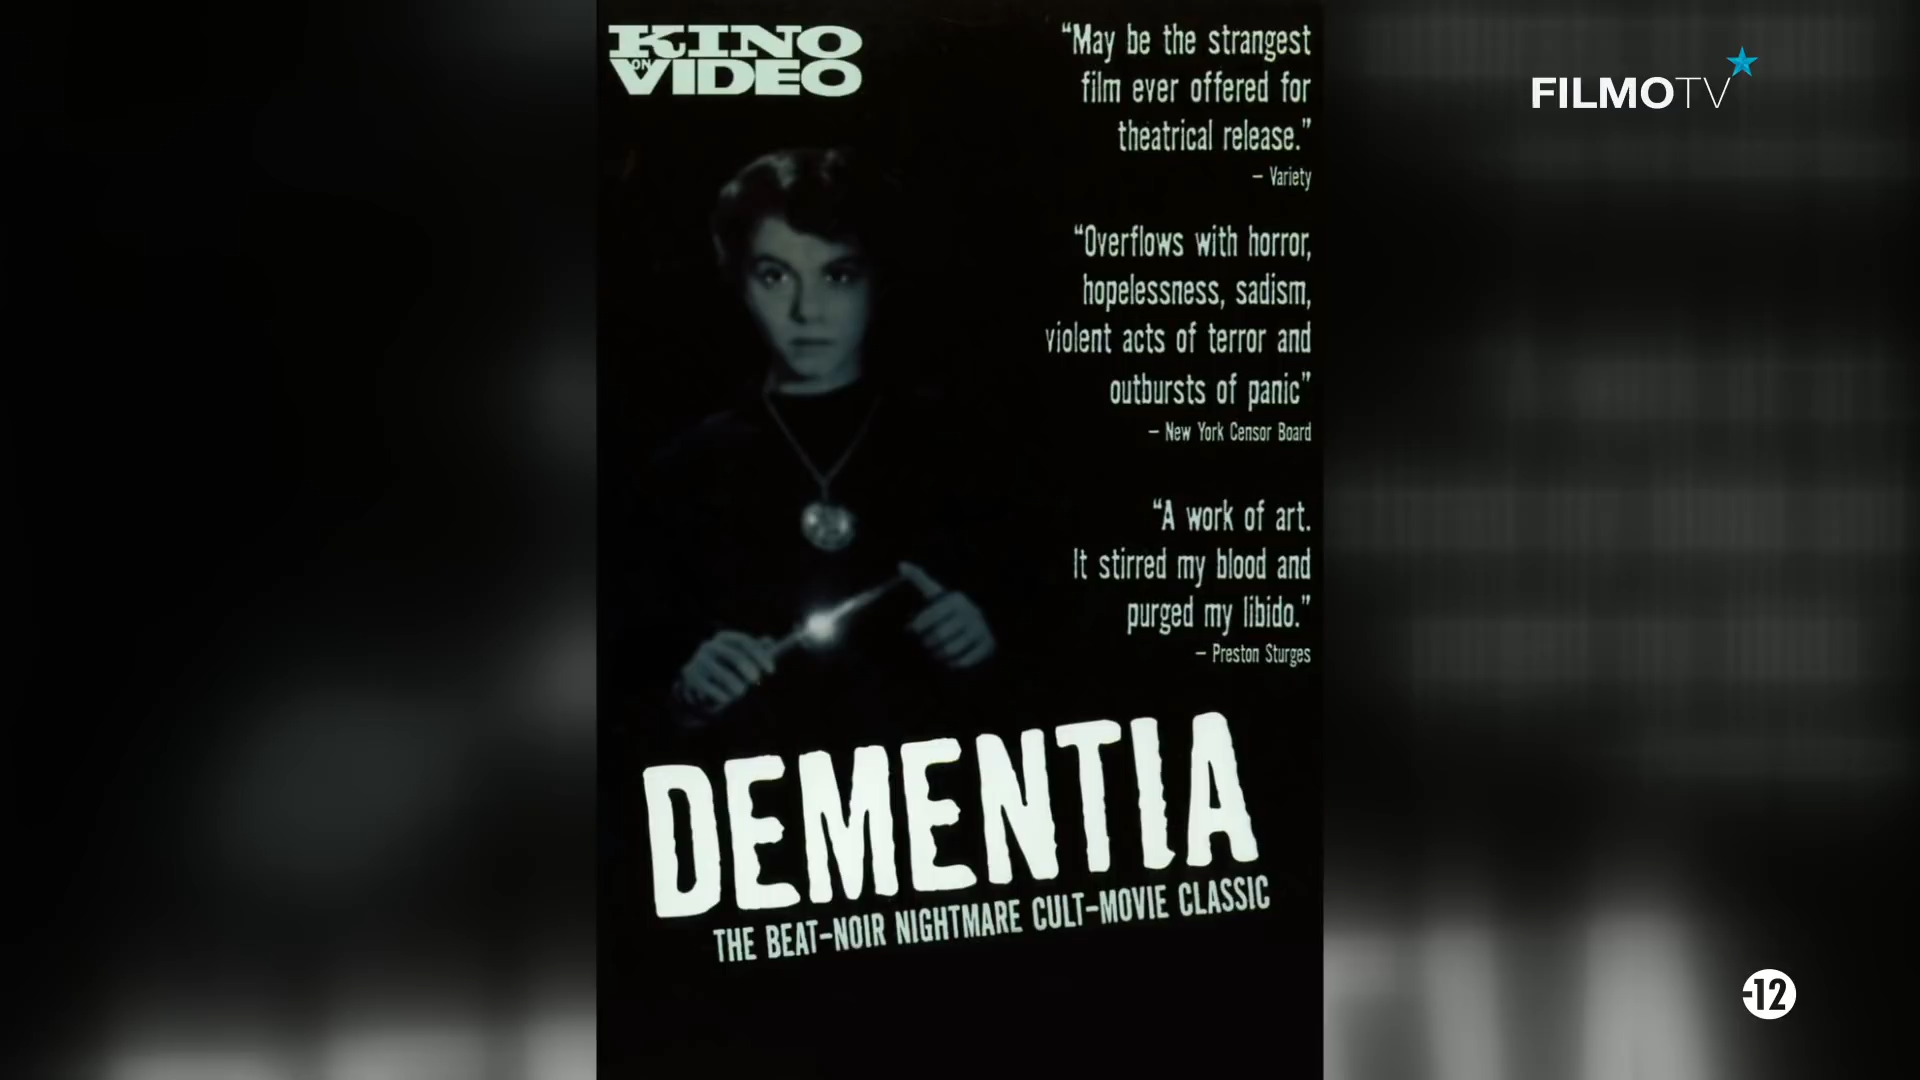 KINO
ON
VIDEO
“May be the strangest
film ever offered for
theatrical release.”
– Variety
“Overflows with horror,
hopelessness, sadism,
violent acts of terror and
outbursts of panic”
– New York Censor Board
“A work of art.
It stirred my blood and
purged my libido.”
– Preston Sturges
DEMENTIA
THE BEAT-NOIR NIGHTMARE CULT-MOVIE CLASSIC
FILMOTV
-12